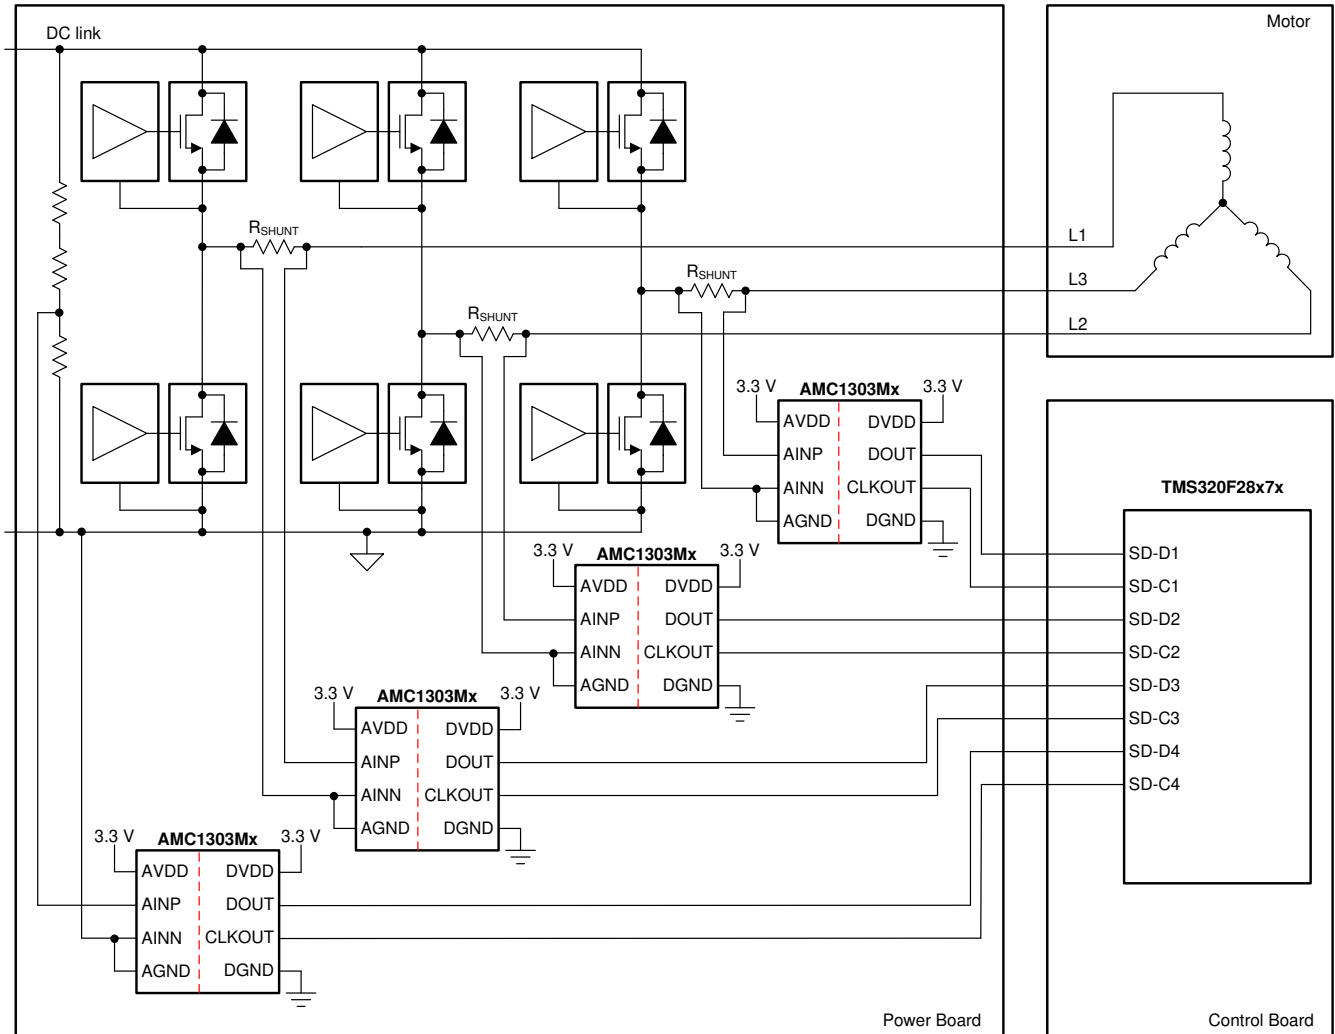 DC link
Motor
RSHUNT
L1
RSHUNT
L3
RSHUNT
L2
3.3 V
AMC1303Mx
3.3 V
AVDD
DVDD
AINP
DOUT
AINN
CLKOUT
AGND
DGND
TMS320F28x7x
SD-D1
SD-C1
SD-D2
SD-C2
SD-D3
SD-C3
SD-D4
SD-C4
3.3 V
AMC1303Mx
3.3 V
AVDD
DVDD
AINP
DOUT
AINN
CLKOUT
AGND
DGND
3.3 V
AMC1303Mx
3.3 V
AVDD
DVDD
AINP
DOUT
AINN
CLKOUT
AGND
DGND
3.3 V
AMC1303Mx
3.3 V
AVDD
DVDD
AINP
DOUT
AINN
CLKOUT
AGND
DGND
Power Board
Control Board